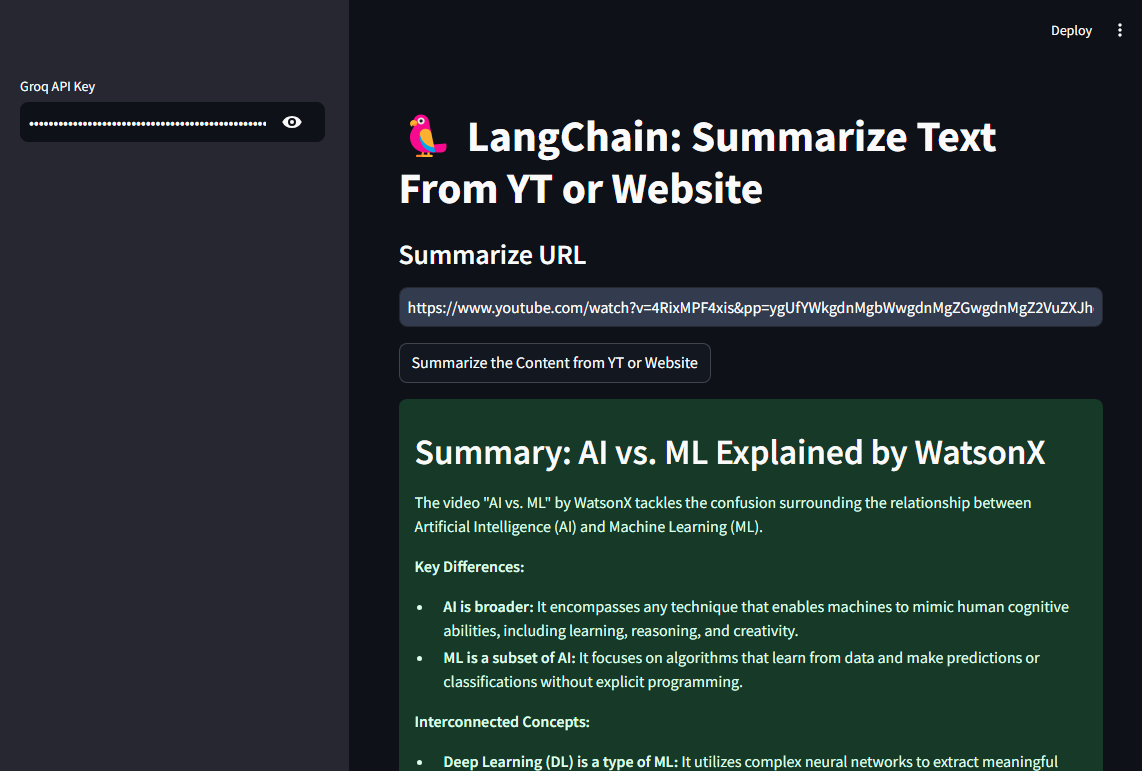 Deploy
Groq API Key
LangChain: Summarize Text
From YT or Website
Summarize URL
https://www.youtube.com/watch?v=4RixMPF4xis&pp=ygUfYWkgdnMgbWwgdnMgZGwgdnMgZ2VuZXJh
Summarize the Content from YT or Website
Summary: AI vs. ML Explained by WatsonX
The video "AI vs. ML" by WatsonX tackles the confusion surrounding the relationship between
Artificial Intelligence (AI) and Machine Learning (ML).
Key Differences:
• AI is broader: It encompasses any technique that enables machines to mimic human cognitive
abilities, including learning, reasoning, and creativity.
• ML is a subset of AI: It focuses on algorithms that learn from data and make predictions or
classifications without explicit programming.
Interconnected Concepts:
• Deep Learning (DL) is a type of ML: It utilizes complex neural networks to extract meaningful